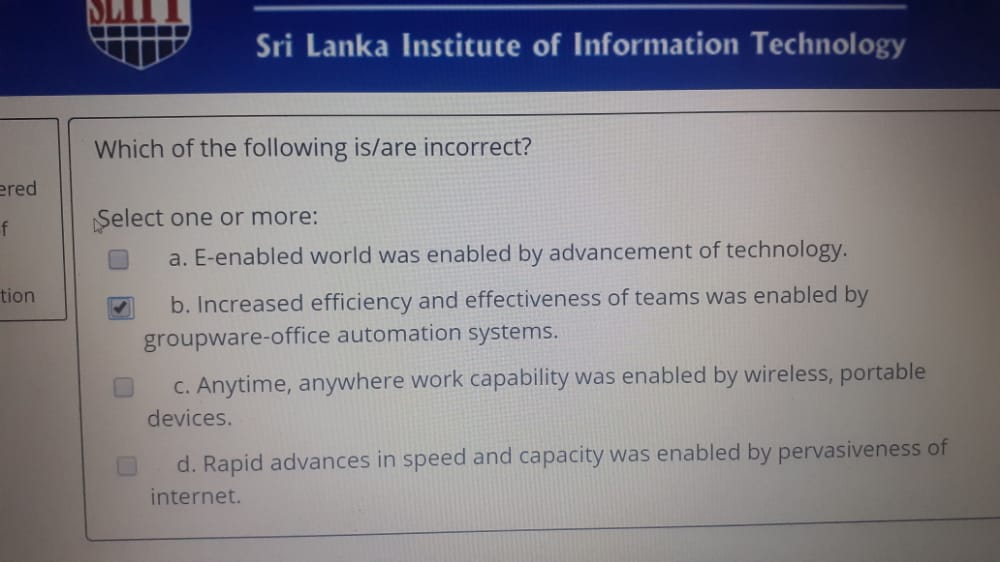 SLIIT
Sri Lanka Institute of Information Technology
ered
f
tion
Which of the following is/are incorrect?
Select one or more:
a. E-enabled world was enabled by advancement of technology.
b. Increased efficiency and effectiveness of teams was enabled by
groupware-office automation systems.
c. Anytime, anywhere work capability was enabled by wireless, portable
devices.
d. Rapid advances in speed and capacity was enabled by pervasiveness of
internet.